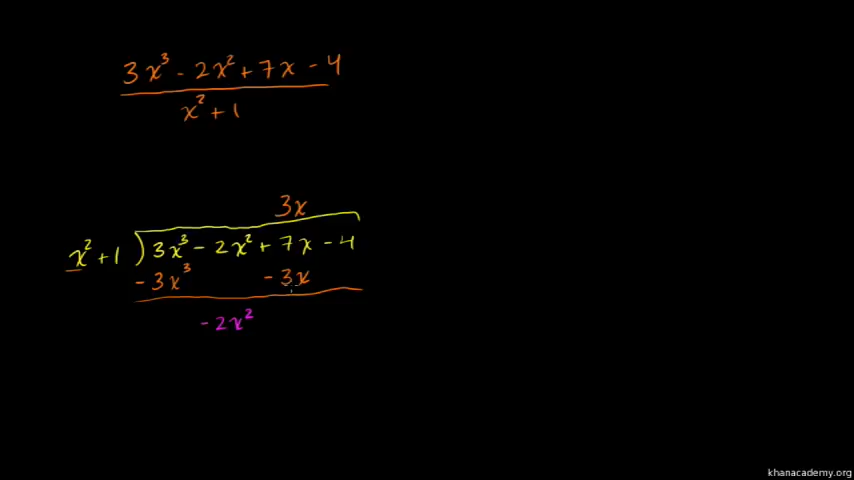 3x³ - 2x² + 7x - 4
x² + 1
3x
x² + 1 ) 3x³ - 2x² + 7x - 4
- 3x³ - 3x
- 2x²
khanacademy.org